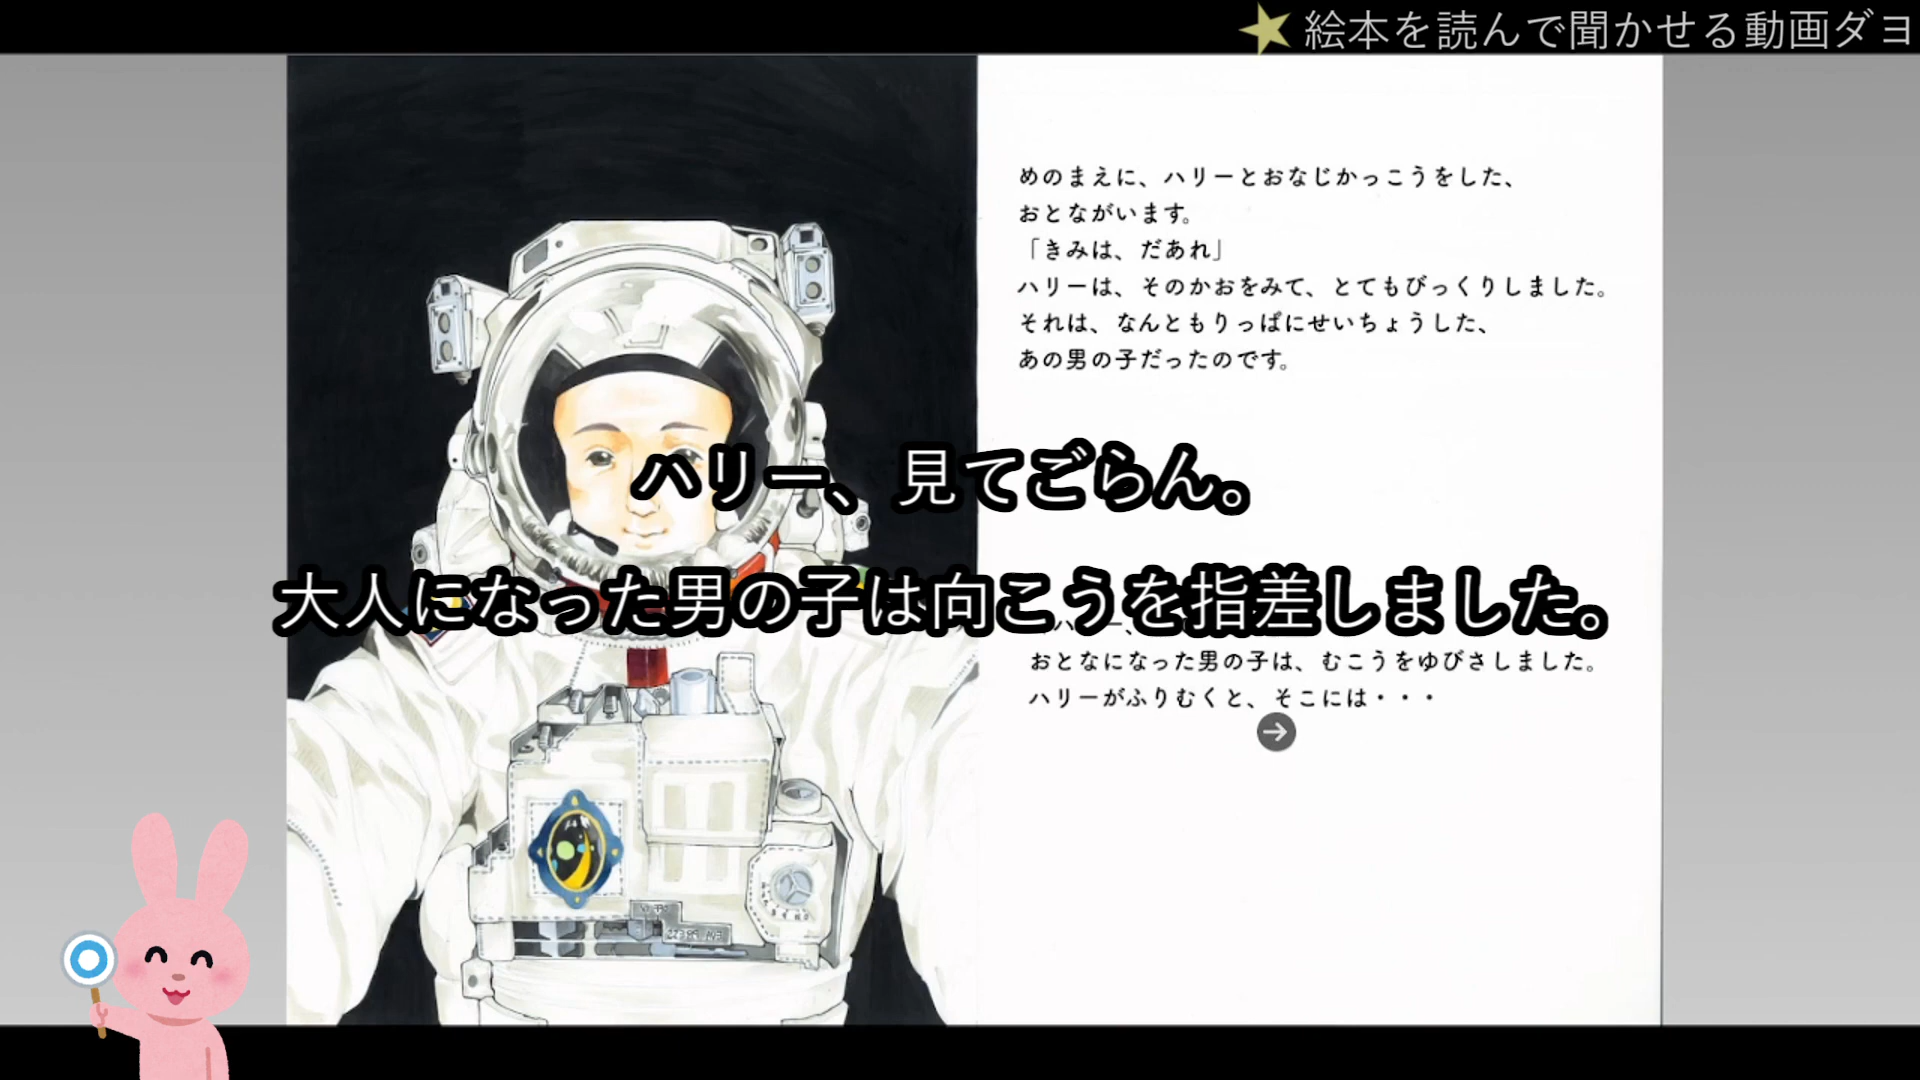 ★絵本を読んで聞かせる動画ダヨ
めのまえに、ハリーとおなじかっこうをした、
おとながいます。
「きみは、だあれ」
ハリーは、そのかおをみて、とてもびっくりしました。
それは、なんともりっぱにせいちょうした、
あの男の子だったのです。
ハリー、見てごらん。
大人になった男の子は向こうを指差しました。
おとなになった男の子は、むこうをゆびさしました。
ハリーがふりむくと、そこには・・・